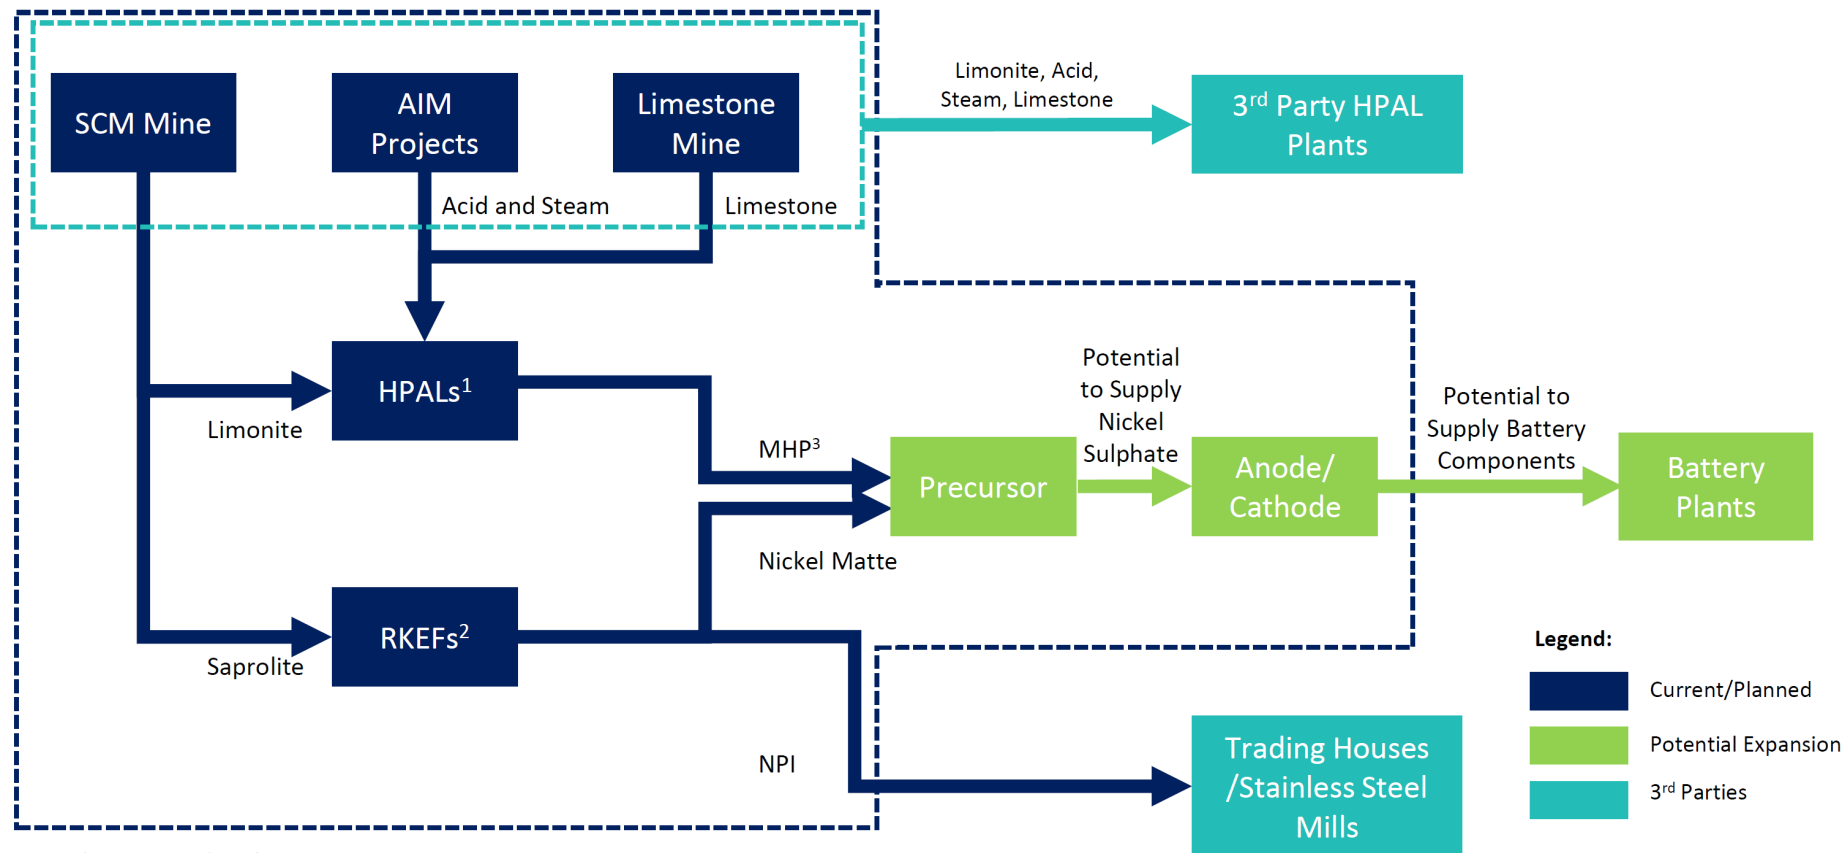 SCM Mine
AIM
Projects
Limestone
Mine
Limonite, Acid,
Steam, Limestone
3rd Party HPAL
Plants
Acid and Steam
Limestone
HPALs1
Limonite
MHP3
Potential
to Supply
Nickel
Sulphate
Potential to
Supply Battery
Components
Precursor
Anode/
Cathode
Battery
Plants
Nickel Matte
RKEFs2
Saprolite
NPI
Trading Houses
/Stainless Steel
Mills
Legend:
Current/Planned
Potential Expansion
3rd Parties